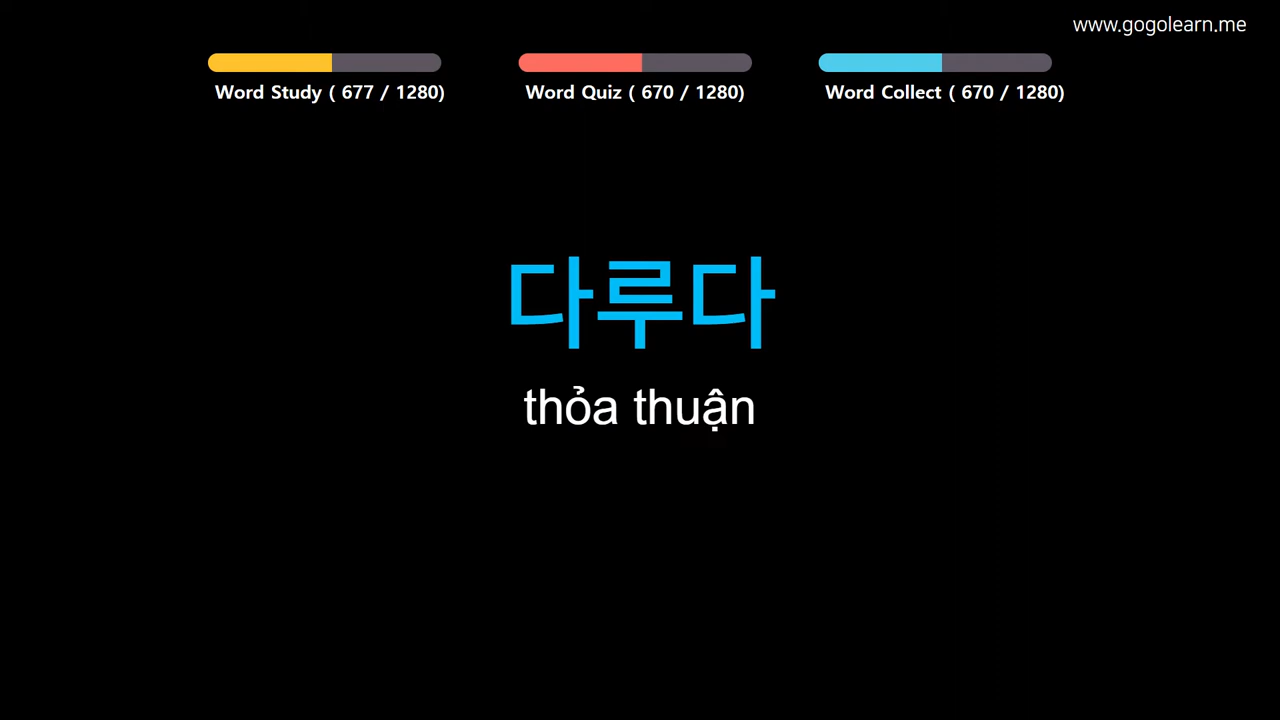 www.gogolearn.me
Word Study ( 677 / 1280)
Word Quiz ( 670 / 1280)
Word Collect ( 670 / 1280)
다루다
thỏa thuận